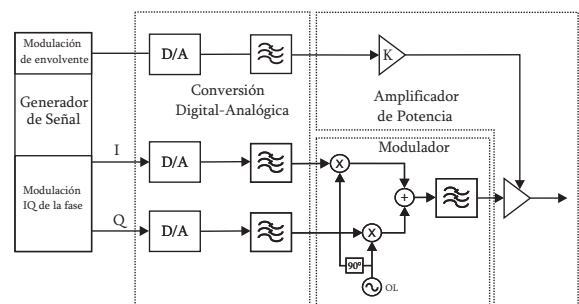 Modulación
de envolvente
Generador
de Señal
Modulación
IQ de la fase
I
Q
D/A
D/A
D/A
Conversión
Digital-Analógica
K
Amplificador
de Potencia
Modulador
X
+
X
90º
OL